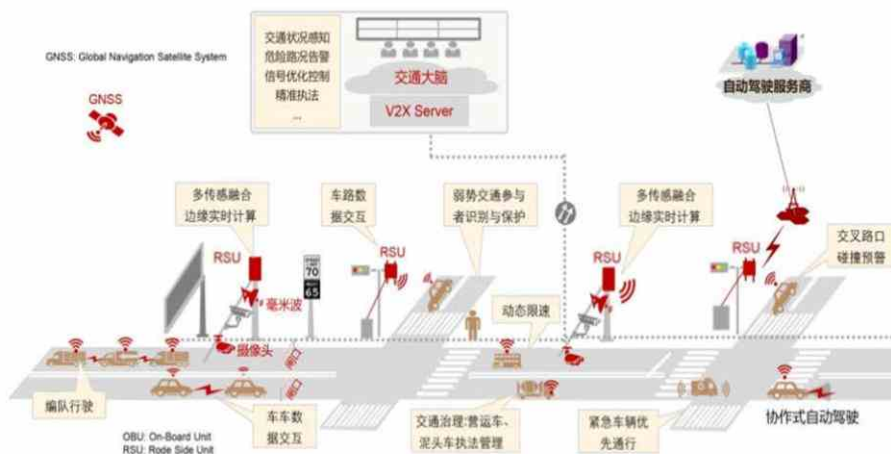 GNSS: Global Navigation Satellite System
GNSS
交通状况感知
危险路况告警
信号优化控制
精准执法
...
交通大脑
V2X Server
自动驾驶服务商
多传感融合
边缘实时计算
车路数
据交互
弱势交通参与
者识别与保护
多传感融合
边缘实时计算
交叉路口
碰撞预警
RSU
RSU
RSU
RSU
SPEED
LIMIT
70
65
毫米波
摄像头
动态限速
编队行驶
车车数
据交互
交通治理:营运车、
泥头车执法管理
紧急车辆优
先通行
协作式自动驾驶
OBU: On-Board Unit
RSU: Rode Side Unit